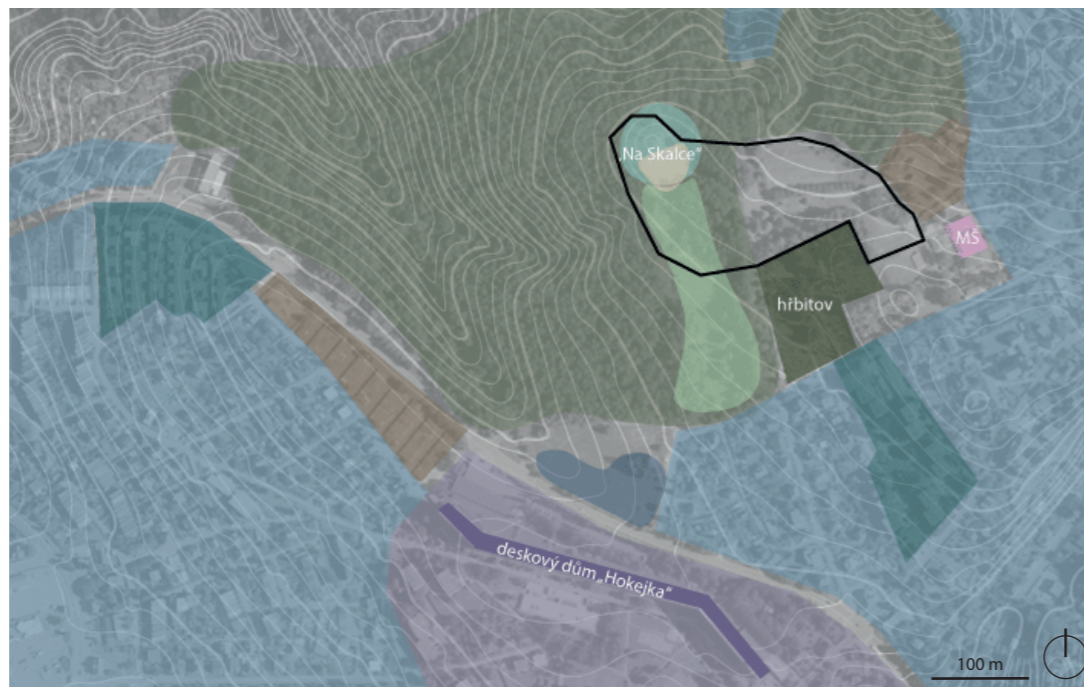 „Na Skalce“
MŠ
hřbitov
deskový dům „Hokejka“
100 m